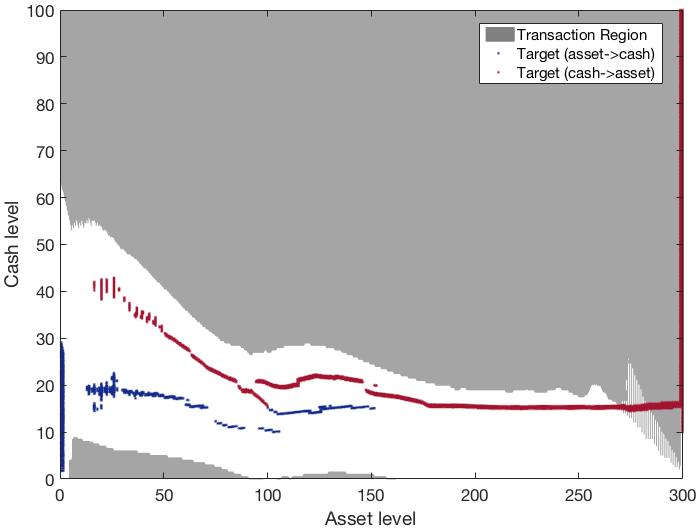 100
90
80
70
60
50
40
30
20
10
0
Cash level
Transaction Region
Target (asset->cash)
Target (cash->asset)
0 50 100 150 200 250 300
Asset level